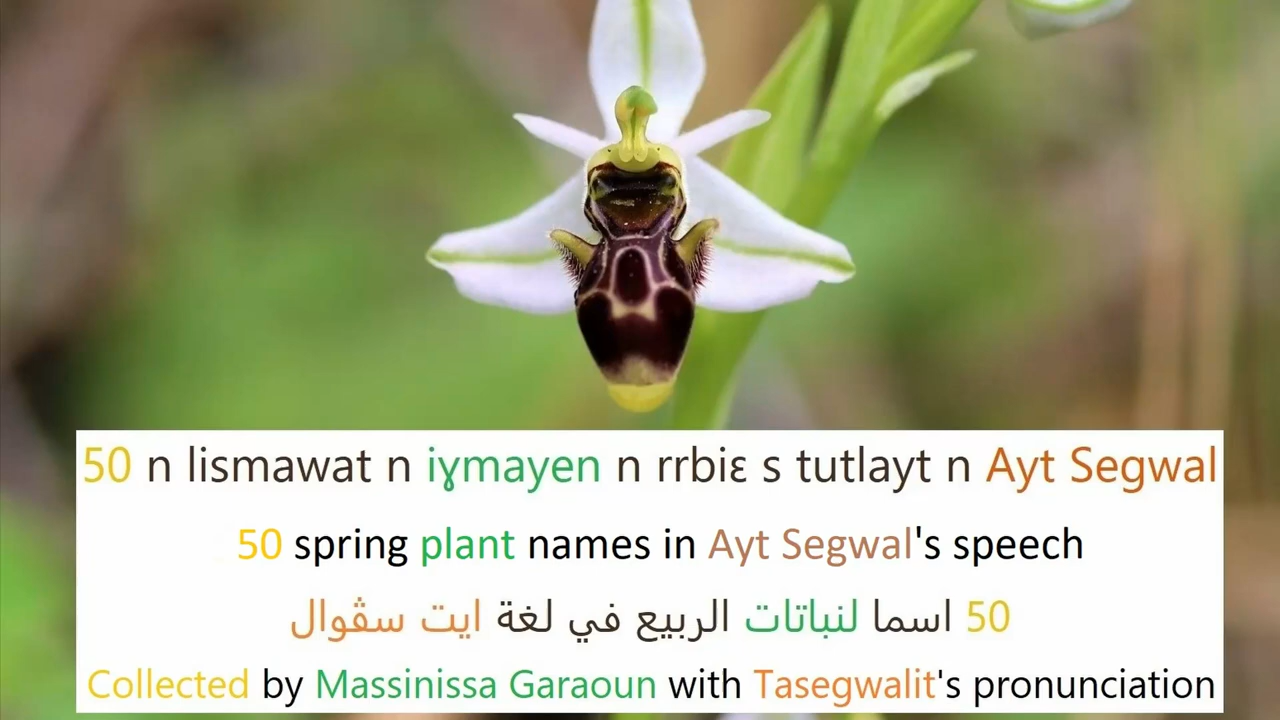 50 n lismawat n iɣmayen n rrbiɛ s tutlayt n Ayt Segwal
50 spring plant names in Ayt Segwal's speech
50 اسما لنباتات الربيع في لغة ايت سڨوال
Collected by Massinissa Garaoun with Tasegwalit's pronunciation